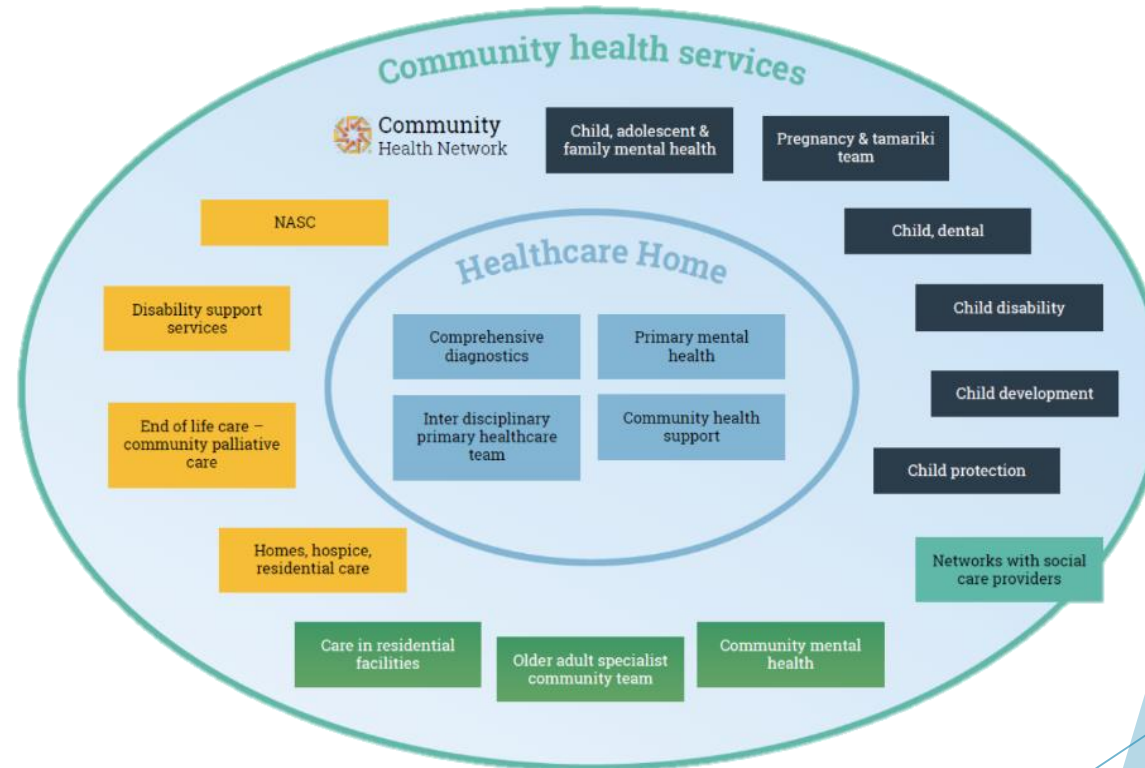 Community health services
Community
Health Network
Child, adolescent &
family mental health
Pregnancy & tamariki
team
NASC
Child, dental
Healthcare Home
Disability support
services
Child disability
Comprehensive
diagnostics
Primary mental
health
Child development
End of life care –
community palliative
care
Inter disciplinary
primary healthcare
team
Community health
support
Child protection
Homes, hospice,
residential care
Networks with social
care providers
Care in residential
facilities
Older adult specialist
community team
Community mental
health